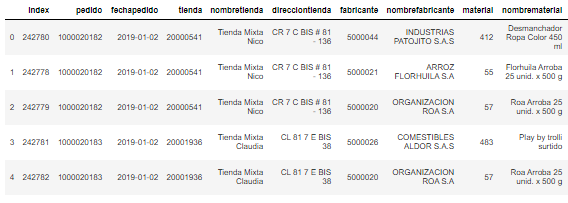 index pedido fechapedido tienda nombretienda direcciontienda fabricante nombrefabricante material nombrematerial
0 242780 1000020182 2019-01-02 20000541 Tienda Mixta Nico CR 7 C BIS # 81 - 136 5000044 INDUSTRIAS PATOJITO S.A.S 412 Desmanchador Ropa Color 450 ml
1 242778 1000020182 2019-01-02 20000541 Tienda Mixta Nico CR 7 C BIS # 81 - 136 5000021 ARROZ FLORHUILA S.A 55 Florhuila Arroba 25 unid. x 500 g
2 242779 1000020182 2019-01-02 20000541 Tienda Mixta Nico CR 7 C BIS # 81 - 136 5000020 ORGANIZACION ROA S.A 57 Roa Arroba 25 unid. x 500 g
3 242781 1000020183 2019-01-02 20001936 Tienda Mixta Claudia CL 81 7 E BIS 38 5000026 COMESTIBLES ALDOR S.A.S 483 Play by trolli surtido
4 242782 1000020183 2019-01-02 20001936 Tienda Mixta Claudia CL 81 7 E BIS 38 5000020 ORGANIZACION ROA S.A 57 Roa Arroba 25 unid. x 500 g